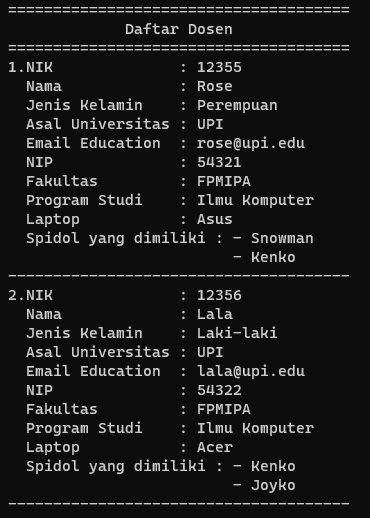 ======================================
Daftar Dosen
======================================
1.NIK : 12355
Nama : Rose
Jenis Kelamin : Perempuan
Asal Universitas : UPI
Email Education : rose@upi.edu
NIP : 54321
Fakultas : FPMIPA
Program Studi : Ilmu Komputer
Laptop : Asus
Spidol yang dimiliki : - Snowman
- Kenko
--------------------------------------
2.NIK : 12356
Nama : Lala
Jenis Kelamin : Laki-laki
Asal Universitas : UPI
Email Education : lala@upi.edu
NIP : 54322
Fakultas : FPMIPA
Program Studi : Ilmu Komputer
Laptop : Acer
Spidol yang dimiliki : - Kenko
- Joyko
--------------------------------------